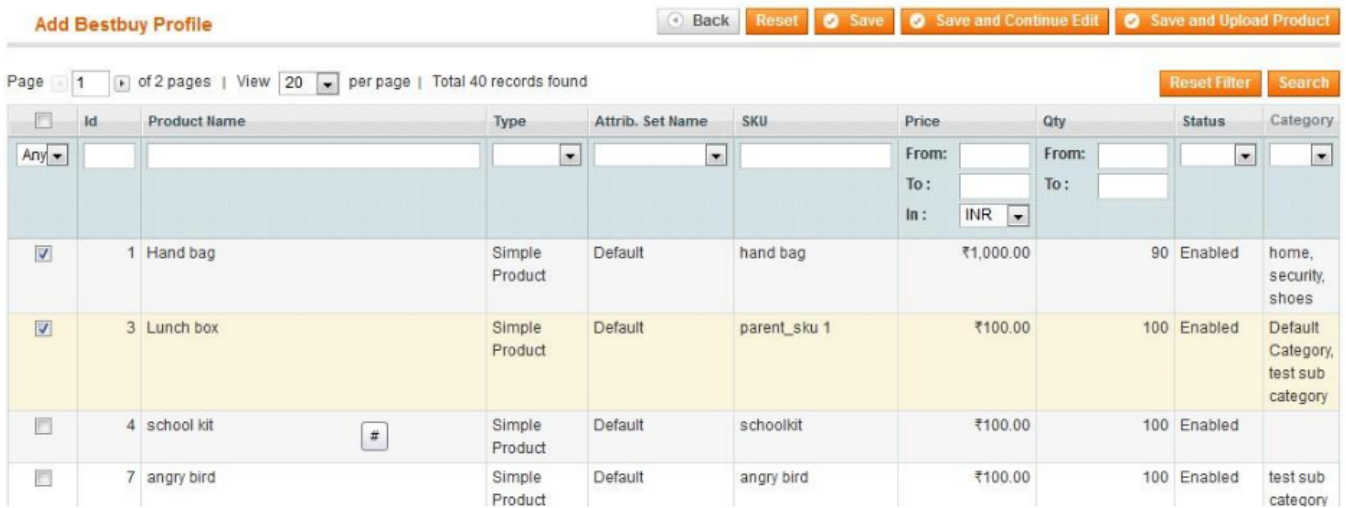 Add Bestbuy Profile Back Reset Save Save and Continue Edit Save and Upload Product
Page 1 of 2 pages | View 20 per page | Total 40 records found Reset Filter Search
Id Product Name Type Attrib. Set Name SKU Price Qty Status Category
Any From: From:
To : To :
In : INR
1 Hand bag Simple Default hand bag ₹1,000.00 90 Enabled home,
Product security,
shoes
3 Lunch box Simple Default parent_sku 1 ₹100.00 100 Enabled Default
Product Category,
test sub
category
4 school kit Simple Default schoolkit ₹100.00 100 Enabled
# Product
7 angry bird Simple Default angry bird ₹100.00 100 Enabled test sub
Product category